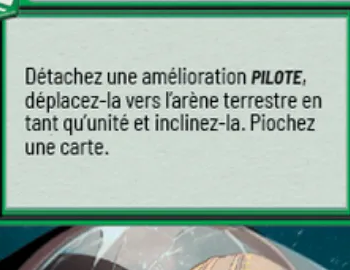 Détachez une amélioration PILOTE,
déplacez-la vers l'arène terrestre en
tant qu'unité et inclinez-la. Piochez
une carte.